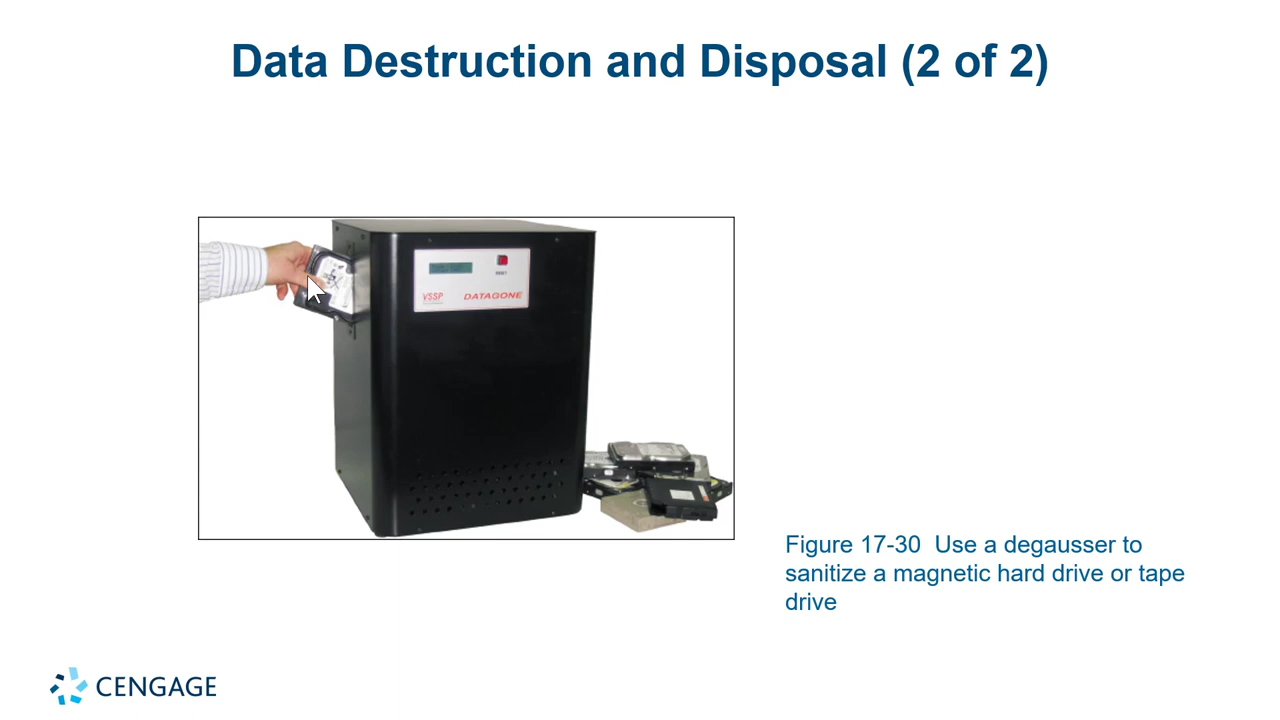 Data Destruction and Disposal (2 of 2)
RESET
VSSP
DATAGONE
Figure 17-30 Use a degausser to
sanitize a magnetic hard drive or tape
drive
CENGAGE